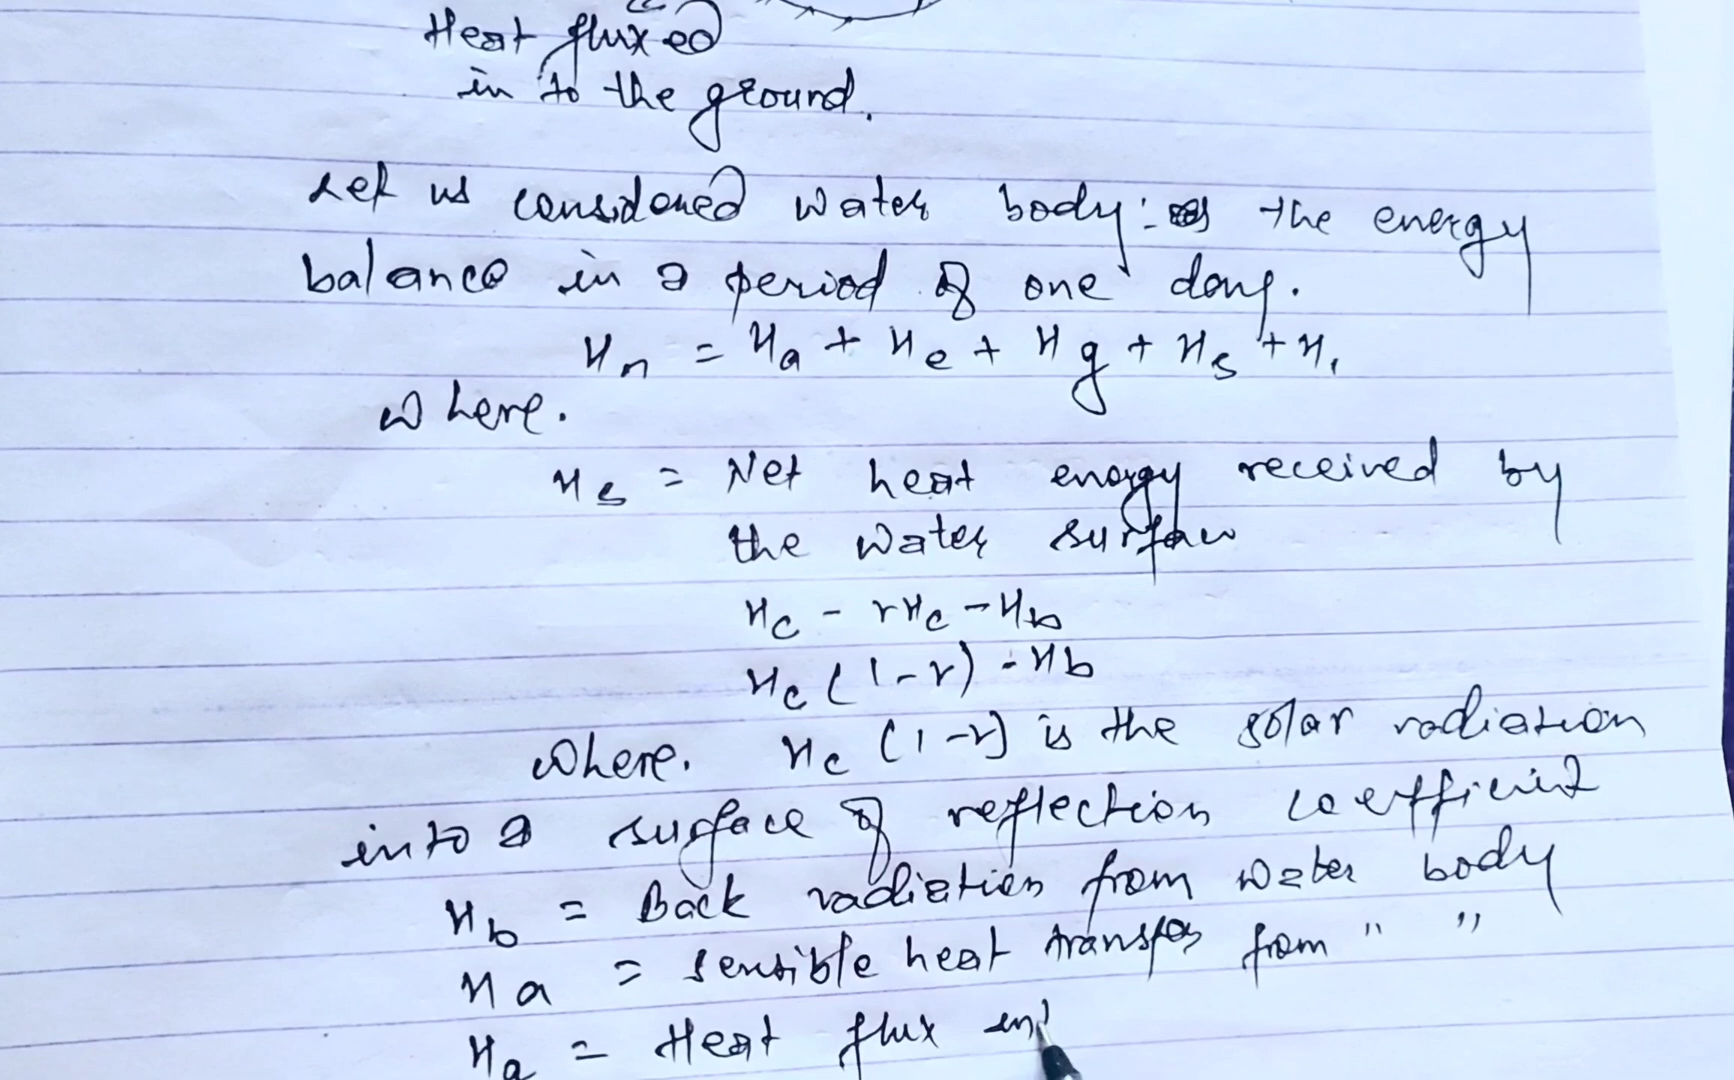 Heat fluxed
in to the ground.
Let us considered water body: the energy
balance in a period of one day.
Hn = Ha + He + Hg + Hs + Hi
where.
Hs = Net heat energy received by
the water surface
Hc - rHc - Hb
Hc (1-r) - Hb
where. Hc (1-r) is the solar radiation
into a surface of reflection coefficient
Hb = Back radiation from water body
Ha = sensible heat transfer from " "
Ha = Heat flux